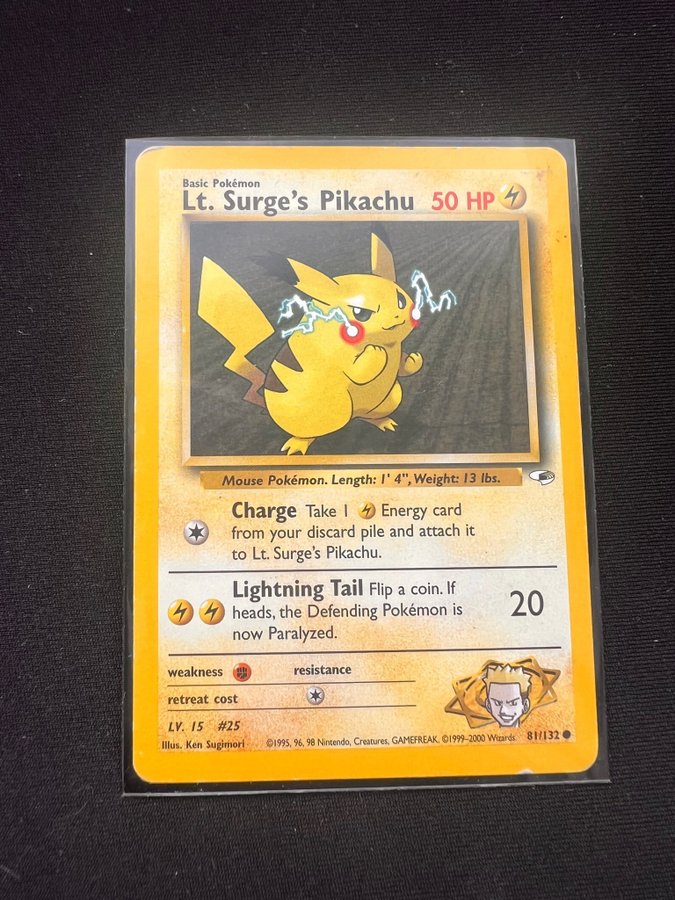 Basic Pokémon
Lt. Surge's Pikachu 50 HP
Mouse Pokémon. Length: 1' 4", Weight: 13 lbs.
Charge Take 1 Energy card
from your discard pile and attach it
to Lt. Surge's Pikachu.
Lightning Tail Flip a coin. If
heads, the Defending Pokémon is
now Paralyzed.
20
weakness resistance
retreat cost
LV. 15 #25
Illus. Ken Sugimori ©1995, 96, 98 Nintendo, Creatures, GAMEFREAK. ©1999-2000 Wizards. 81/132